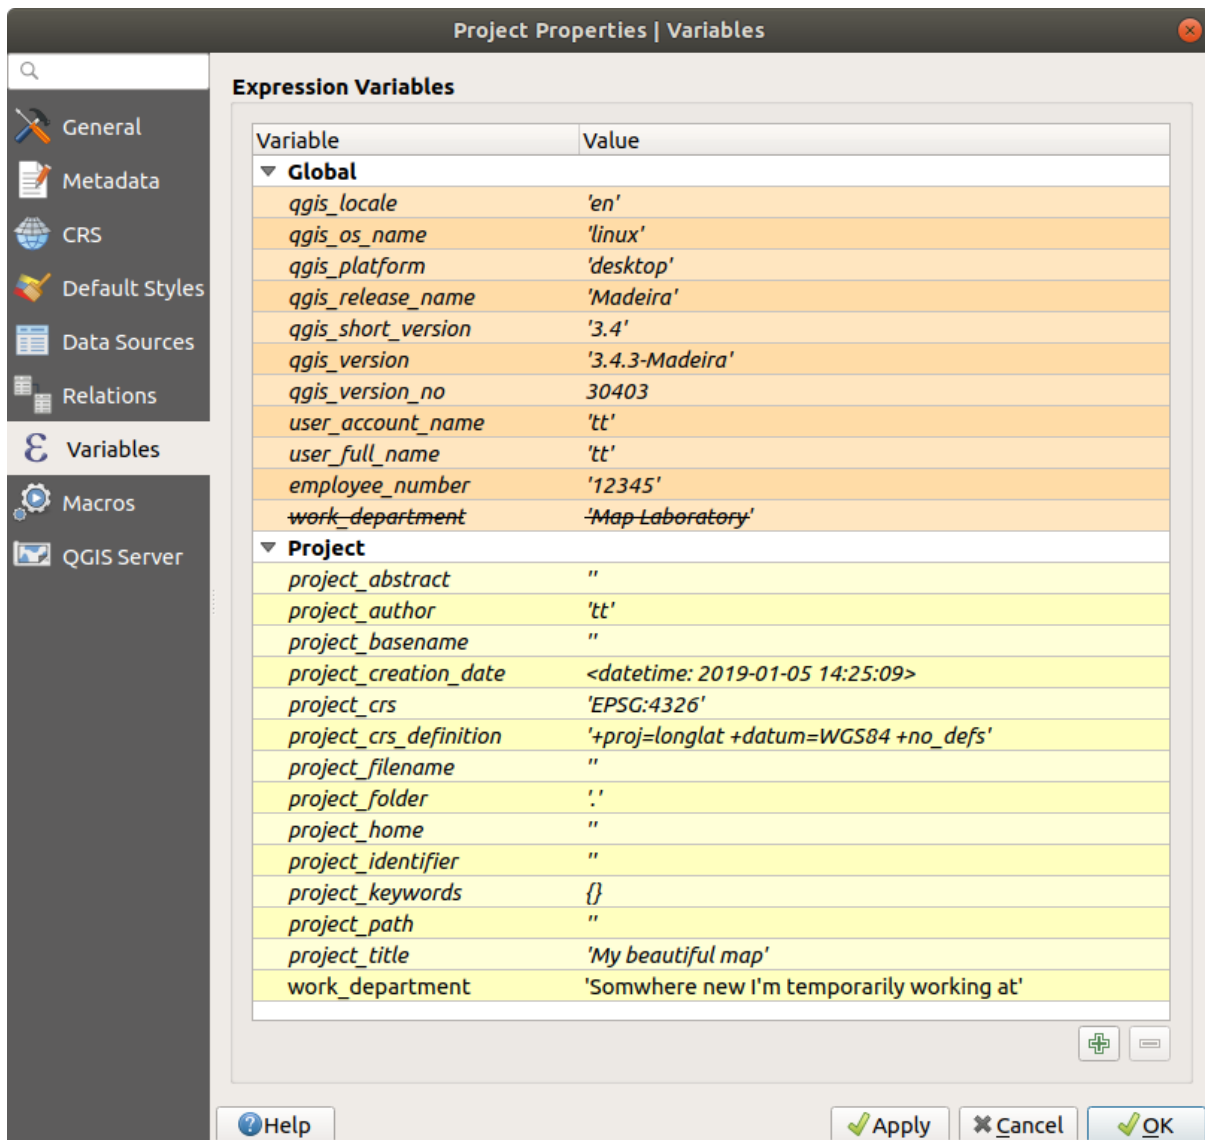 Project Properties | Variables
General
Metadata
CRS
Default Styles
Data Sources
Relations
Variables
Macros
QGIS Server
Expression Variables
Variable Value
Global
qgis_locale 'en'
qgis_os_name 'linux'
qgis_platform 'desktop'
qgis_release_name 'Madeira'
qgis_short_version '3.4'
qgis_version '3.4.3-Madeira'
qgis_version_no 30403
user_account_name 'tt'
user_full_name 'tt'
employee_number '12345'
work_department 'Map Laboratory'
Project
project_abstract ''
project_author 'tt'
project_basename ''
project_creation_date <datetime: 2019-01-05 14:25:09>
project_crs 'EPSG:4326'
project_crs_definition '+proj=longlat +datum=WGS84 +no_defs'
project_filename ''
project_folder '.'
project_home ''
project_identifier ''
project_keywords {}
project_path ''
project_title 'My beautiful map'
work_department 'Somwhere new I'm temporarily working at'
Help Apply Cancel OK